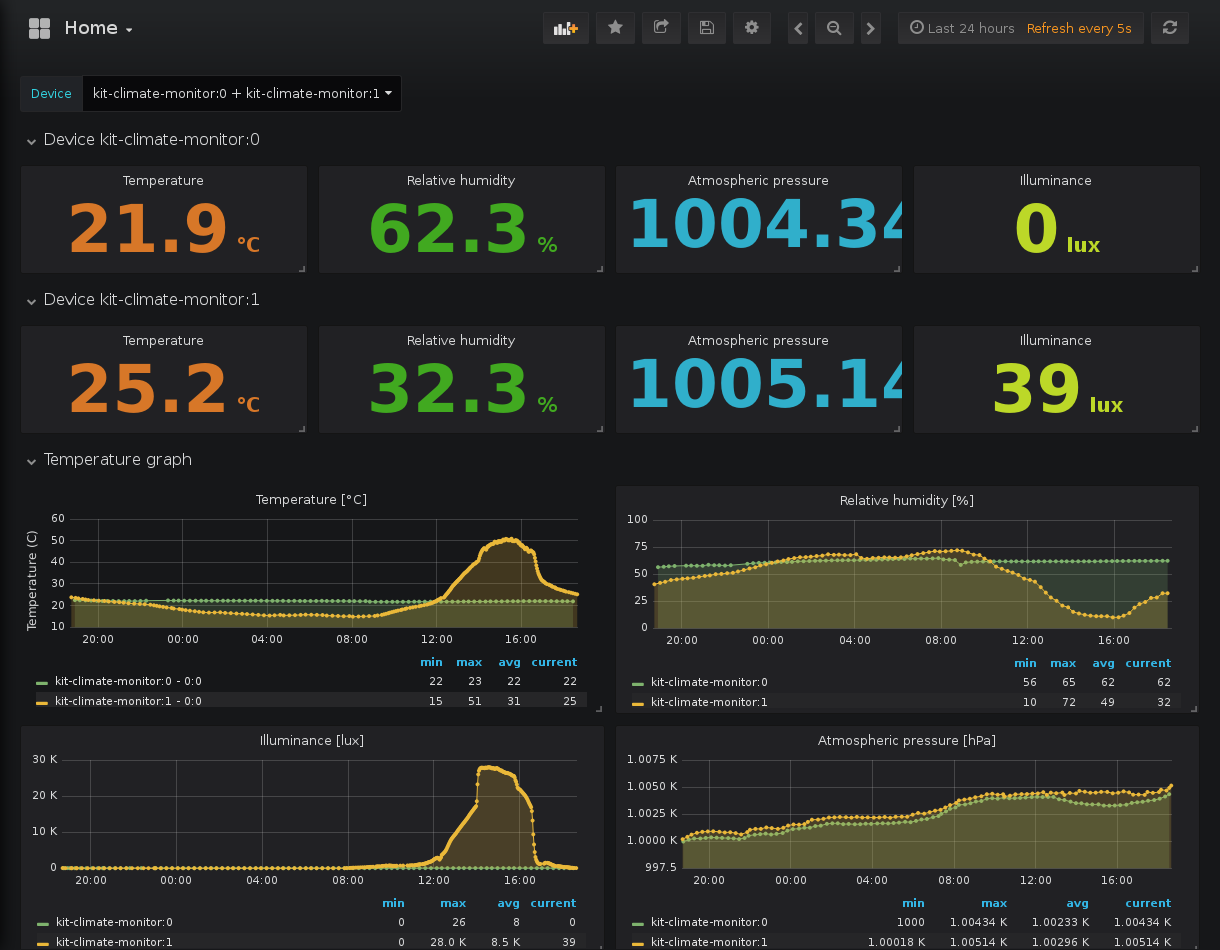 Home
Last 24 hours Refresh every 5s
Device kit-climate-monitor:0 + kit-climate-monitor:1
Device kit-climate-monitor:0
Temperature Relative humidity Atmospheric pressure Illuminance
21.9 °C 62.3 % 1004.34 0 lux
Device kit-climate-monitor:1
Temperature Relative humidity Atmospheric pressure Illuminance
25.2 °C 32.3 % 1005.14 39 lux
Temperature graph
Temperature [°C]
Temperature (C)
60
50
40
30
20
10
20:00 00:00 04:00 08:00 12:00 16:00
min max avg current
kit-climate-monitor:0 - 0:0 22 23 22 22
kit-climate-monitor:1 - 0:0 15 51 31 25
Relative humidity [%]
100
75
50
25
0
20:00 00:00 04:00 08:00 12:00 16:00
min max avg current
kit-climate-monitor:0 56 65 62 62
kit-climate-monitor:1 10 72 49 32
Illuminance [lux]
30 K
20 K
10 K
0
20:00 00:00 04:00 08:00 12:00 16:00
min max avg current
kit-climate-monitor:0 0 26 8 0
kit-climate-monitor:1 0 28.0 K 8.5 K 39
Atmospheric pressure [hPa]
1.0075 K
1.0050 K
1.0025 K
1.0000 K
997.5
20:00 00:00 04:00 08:00 12:00 16:00
min max avg current
kit-climate-monitor:0 1000 1.00434 K 1.00233 K 1.00434 K
kit-climate-monitor:1 1.00018 K 1.00514 K 1.00296 K 1.00514 K